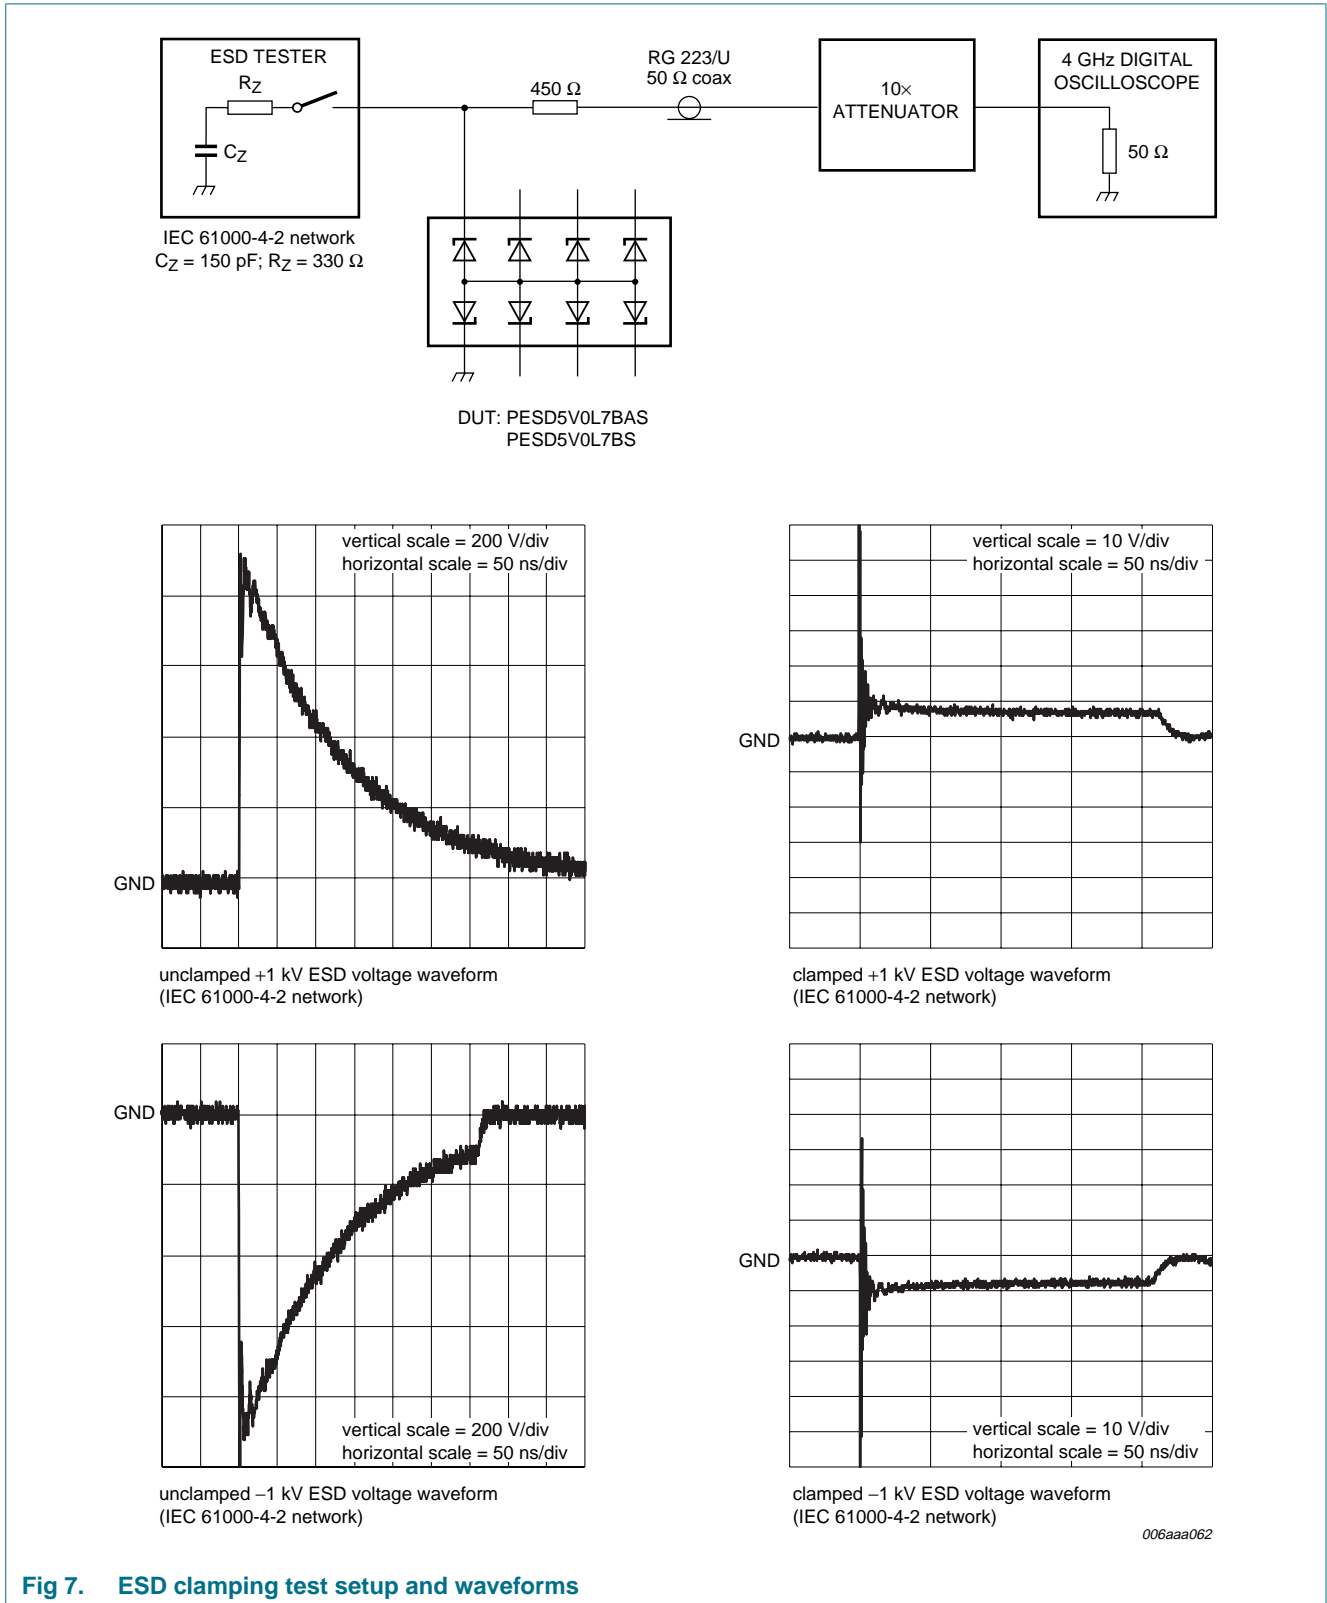 ESD TESTER
RZ
CZ
IEC 61000-4-2 network
CZ = 150 pF; RZ = 330 Ω
450 Ω
RG 223/U
50 Ω coax
10×
ATTENUATOR
4 GHz DIGITAL
OSCILLOSCOPE
50 Ω
DUT: PESD5V0L7BAS
PESD5V0L7BS
vertical scale = 200 V/div
horizontal scale = 50 ns/div
GND
unclamped +1 kV ESD voltage waveform
(IEC 61000-4-2 network)
vertical scale = 10 V/div
horizontal scale = 50 ns/div
GND
clamped +1 kV ESD voltage waveform
(IEC 61000-4-2 network)
GND
vertical scale = 200 V/div
horizontal scale = 50 ns/div
unclamped −1 kV ESD voltage waveform
(IEC 61000-4-2 network)
GND
vertical scale = 10 V/div
horizontal scale = 50 ns/div
clamped −1 kV ESD voltage waveform
(IEC 61000-4-2 network)
006aaa062
Fig 7. ESD clamping test setup and waveforms